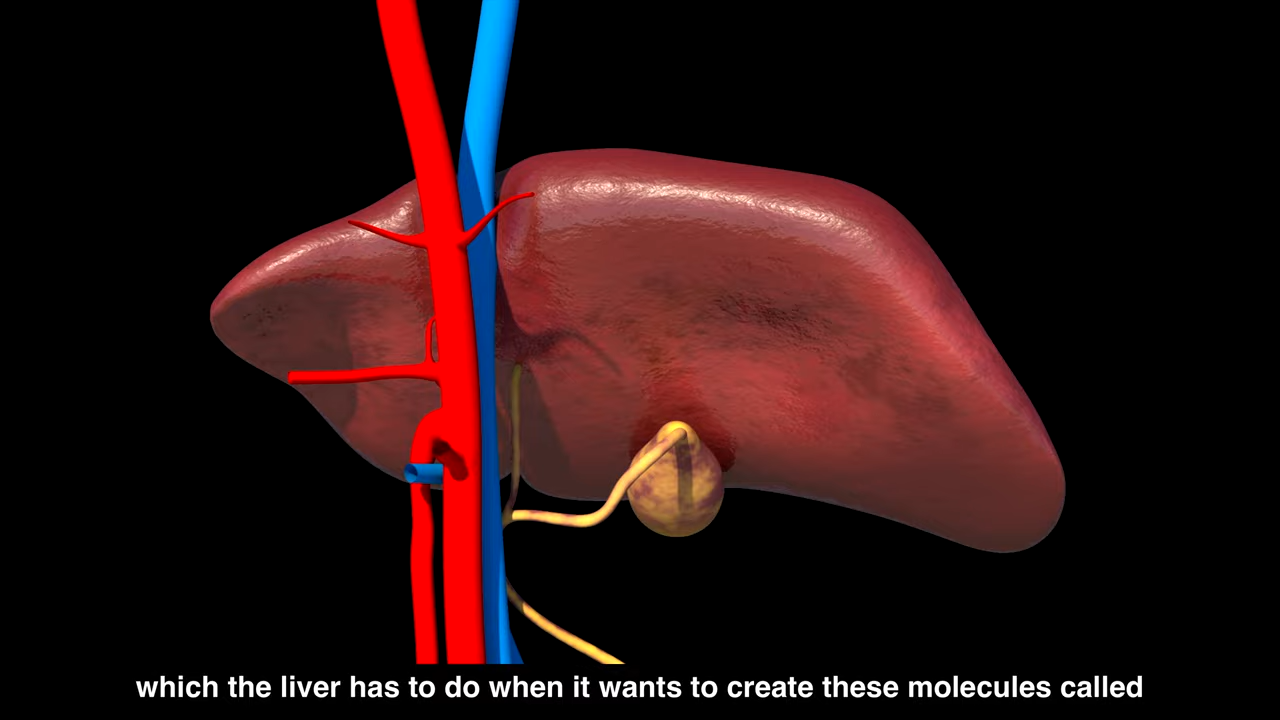 which the liver has to do when it wants to create these molecules called